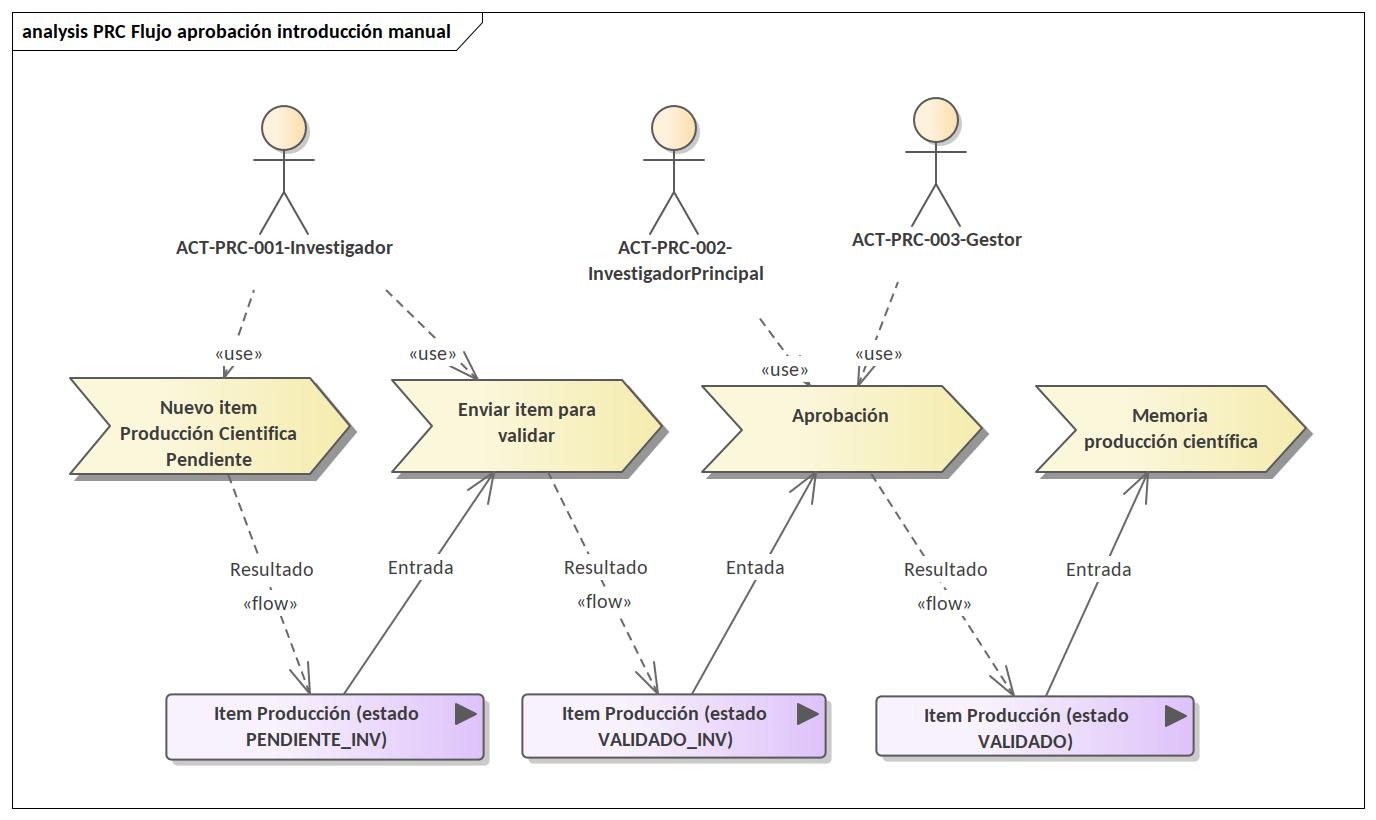 analysis PRC Flujo aprobación introducción manual
ACT-PRC-001-Investigador
ACT-PRC-002-
InvestigadorPrincipal
ACT-PRC-003-Gestor
«use»
«use»
«use»
«use»
Nuevo item
Producción Cientifica
Pendiente
Enviar item para
validar
Aprobación
Memoria
producción científica
Resultado
«flow»
Entrada
Resultado
«flow»
Entada
Resultado
«flow»
Entrada
Item Producción (estado
PENDIENTE_INV)
Item Producción (estado
VALIDADO_INV)
Item Producción (estado
VALIDADO)